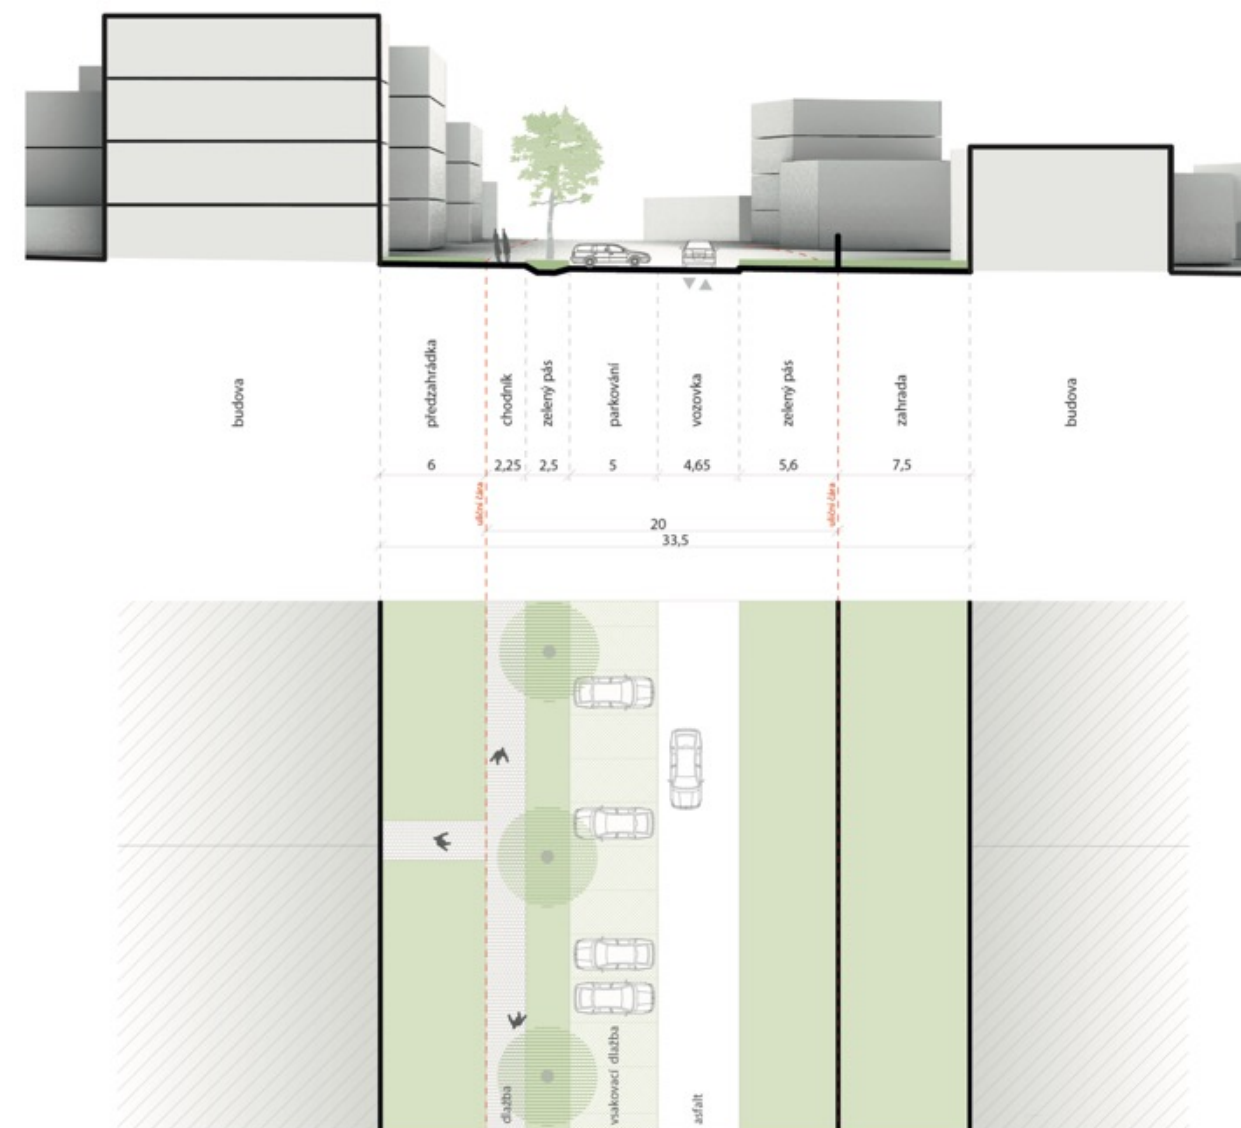 budova
předzahrádka
chodník
zelený pás
parkování
vozovka
zelený pás
zahrada
budova
6
2,25
2,5
5
4,65
5,6
7,5
uliční čára
uliční čára
20
33,5
dlažba
vsakovací dlažba
asfalt